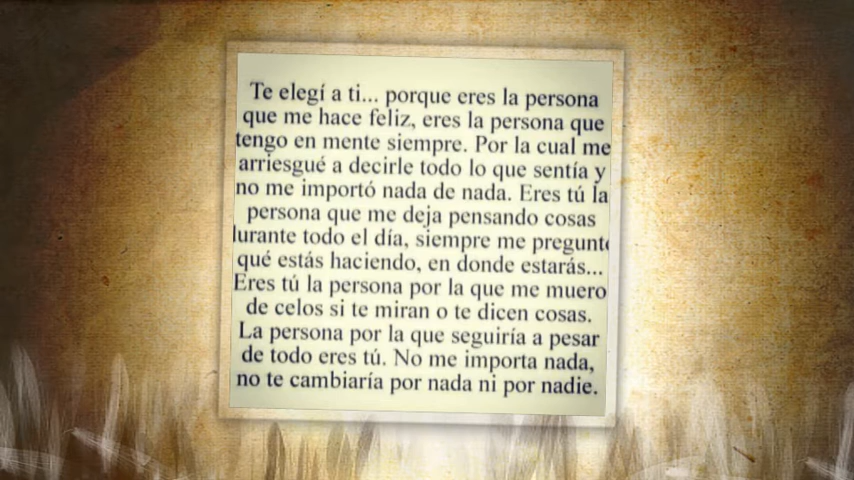 Te elegí a ti... porque eres la persona
que me hace feliz, eres la persona que
tengo en mente siempre. Por la cual me
arriesgué a decirle todo lo que sentía y
no me importó nada de nada. Eres tú la
persona que me deja pensando cosas
durante todo el día, siempre me pregunto
qué estás haciendo, en donde estarás...
Eres tú la persona por la que me muero
de celos si te miran o te dicen cosas.
La persona por la que seguiría a pesar
de todo eres tú. No me importa nada,
no te cambiaría por nada ni por nadie.